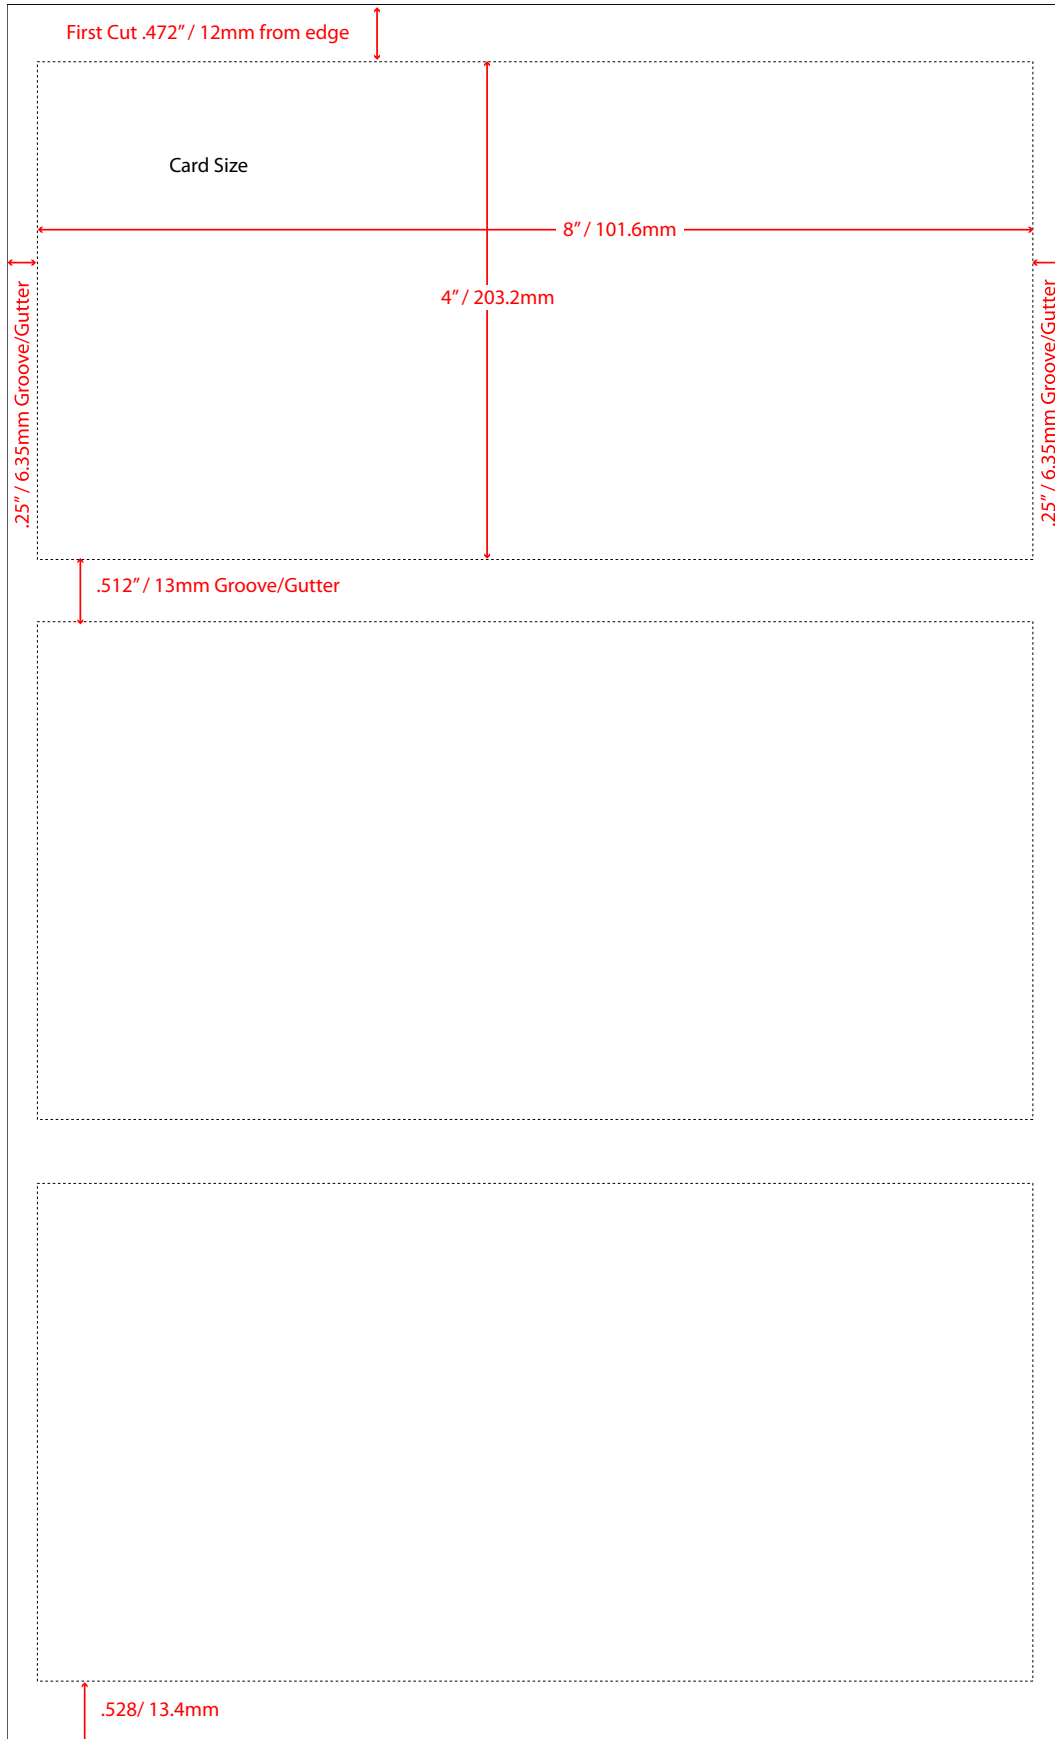 First Cut .472” / 12mm from edge
Card Size
8” / 101.6mm
4” / 203.2mm
.25” / 6.35mm Groove/Gutter
.25” / 6.35mm Groove/Gutter
.512” / 13mm Groove/Gutter
.528/ 13.4mm